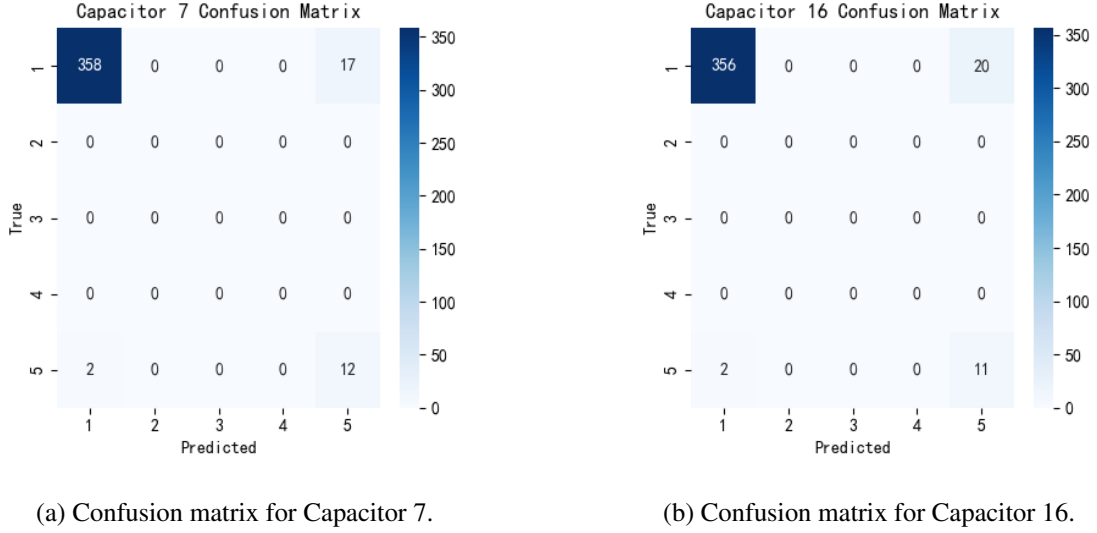 Capacitor 7 Confusion Matrix
1 358 0 0 0 17
2 0 0 0 0 0
3 0 0 0 0 0
4 0 0 0 0 0
5 2 0 0 0 12
1 2 3 4 5
Predicted
True
350
300
250
200
150
100
50
0
(a) Confusion matrix for Capacitor 7.
Capacitor 16 Confusion Matrix
1 356 0 0 0 20
2 0 0 0 0 0
3 0 0 0 0 0
4 0 0 0 0 0
5 2 0 0 0 11
1 2 3 4 5
Predicted
True
350
300
250
200
150
100
50
0
(b) Confusion matrix for Capacitor 16.